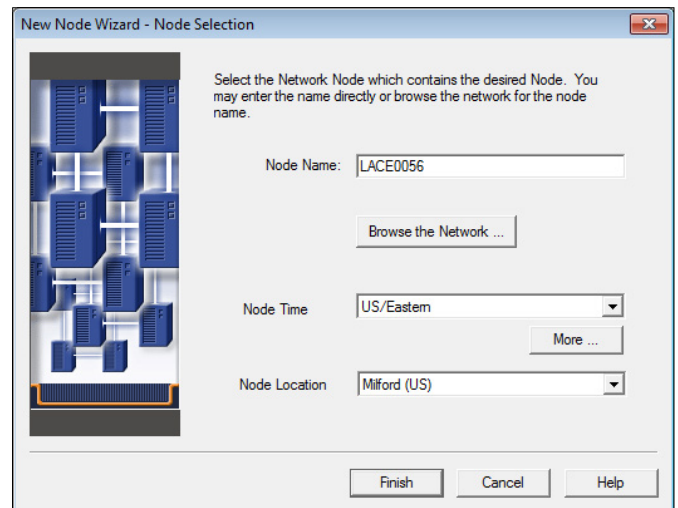 New Node Wizard - Node Selection
Select the Network Node which contains the desired Node.  You
may enter the name directly or browse the network for the node
name.
Node Name: LACE0056
Browse the Network ...
Node Time US/Eastern
More ...
Node Location Milford (US)
Finish Cancel Help